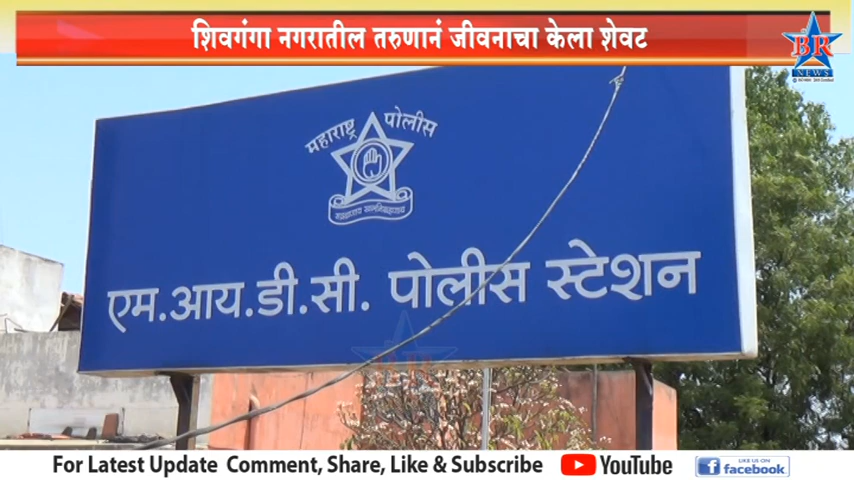 शिवगंगा नगरातील तरुणानं जीवनाचा केला शेवट
BR
NEWS
महाराष्ट्र पोलीस
एम.आय.डी.सी. पोलीस स्टेशन
For Latest Update Comment, Share, Like & Subscribe
YouTube
LIKE US ON
facebook